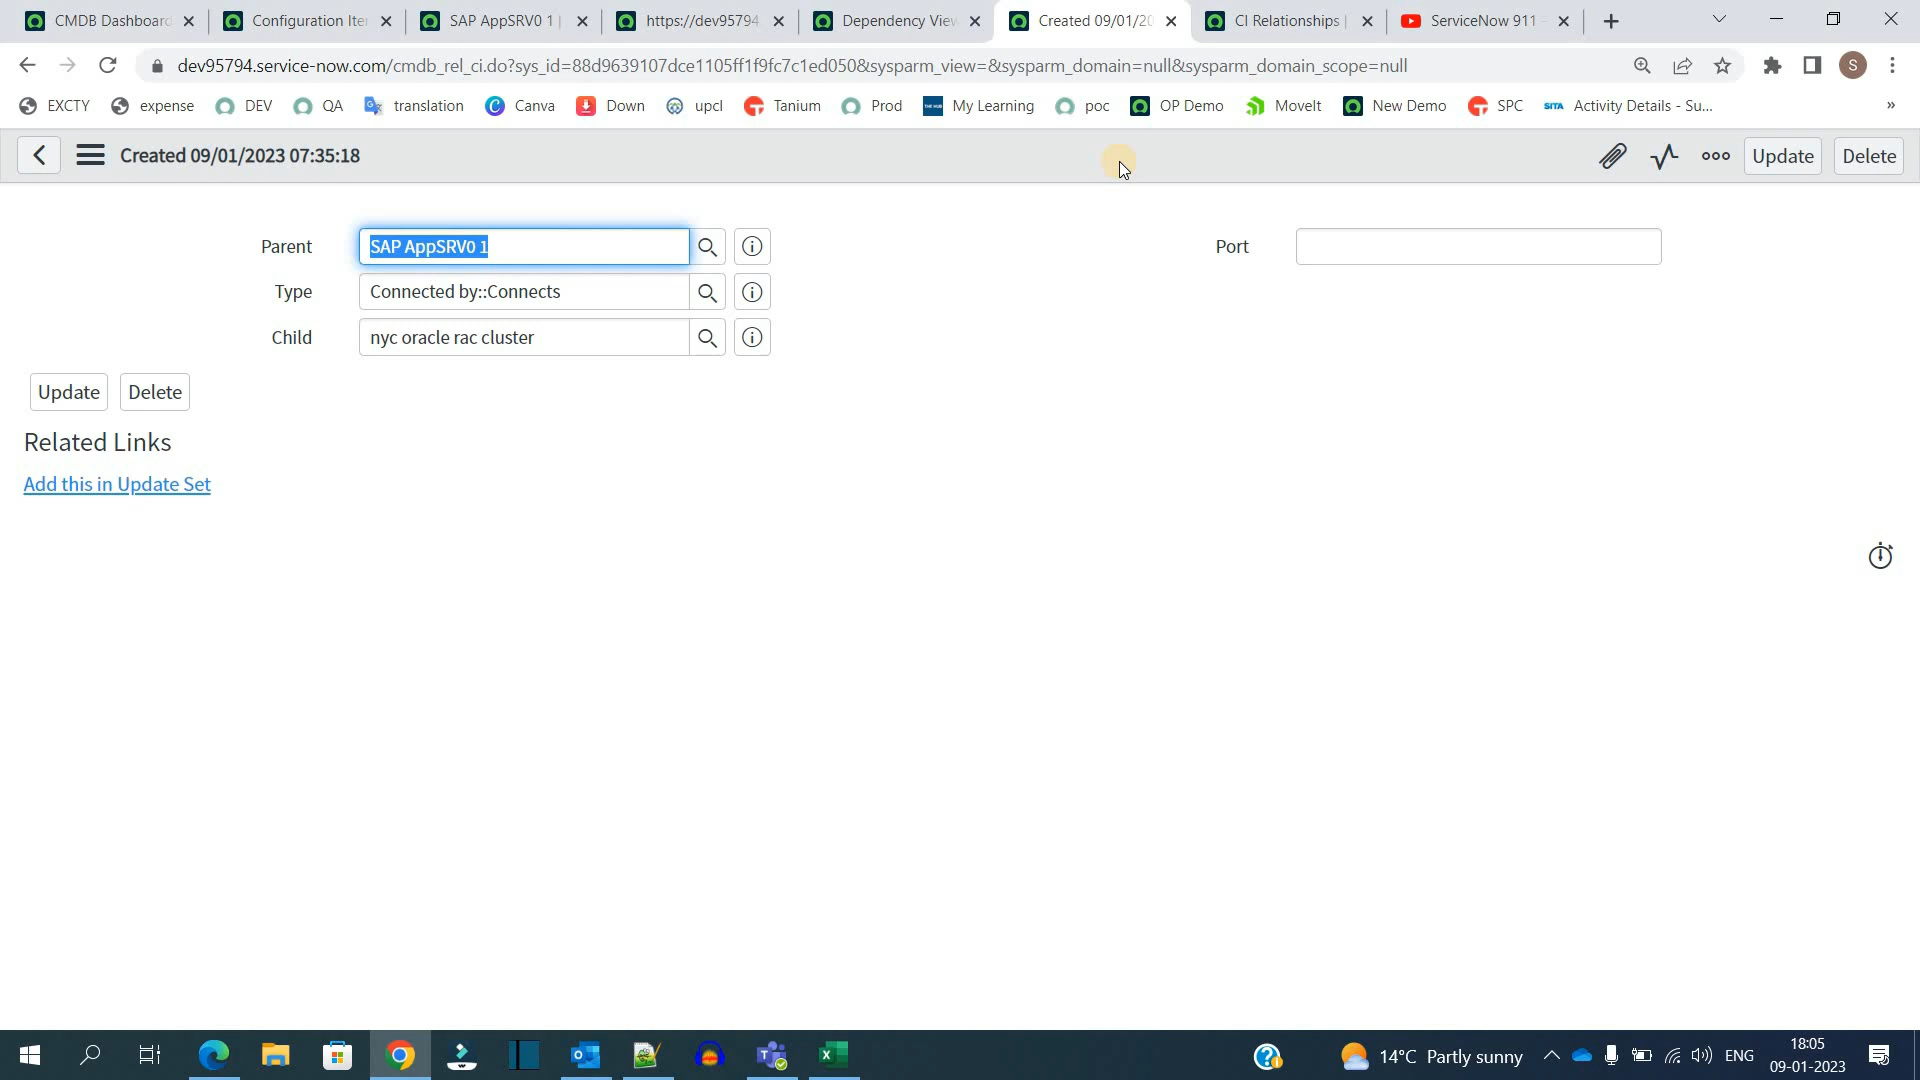 CMDB Dashboard
Configuration Ite
SAP AppSRV0 1
https://dev95794
Dependency View
Created 09/01/20
CI Relationships
ServiceNow 911 -
dev95794.service-now.com/cmdb_rel_ci.do?sys_id=88d9639107dce1105ff1f9fc7c1ed050&sysparm_view=&sysparm_domain=null&sysparm_domain_scope=null
S
EXCTY
expense
DEV
QA
translation
Canva
Down
upcl
Tanium
Prod
My Learning
poc
OP Demo
MoveIt
New Demo
SPC
SITA
Activity Details - Su...
»
Created 09/01/2023 07:35:18
Update
Delete
Parent
SAP AppSRV0 1
Port
Type
Connected by::Connects
Child
nyc oracle rac cluster
Update
Delete
Related Links
Add this in Update Set
14°C Partly sunny
ENG
18:05
09-01-2023